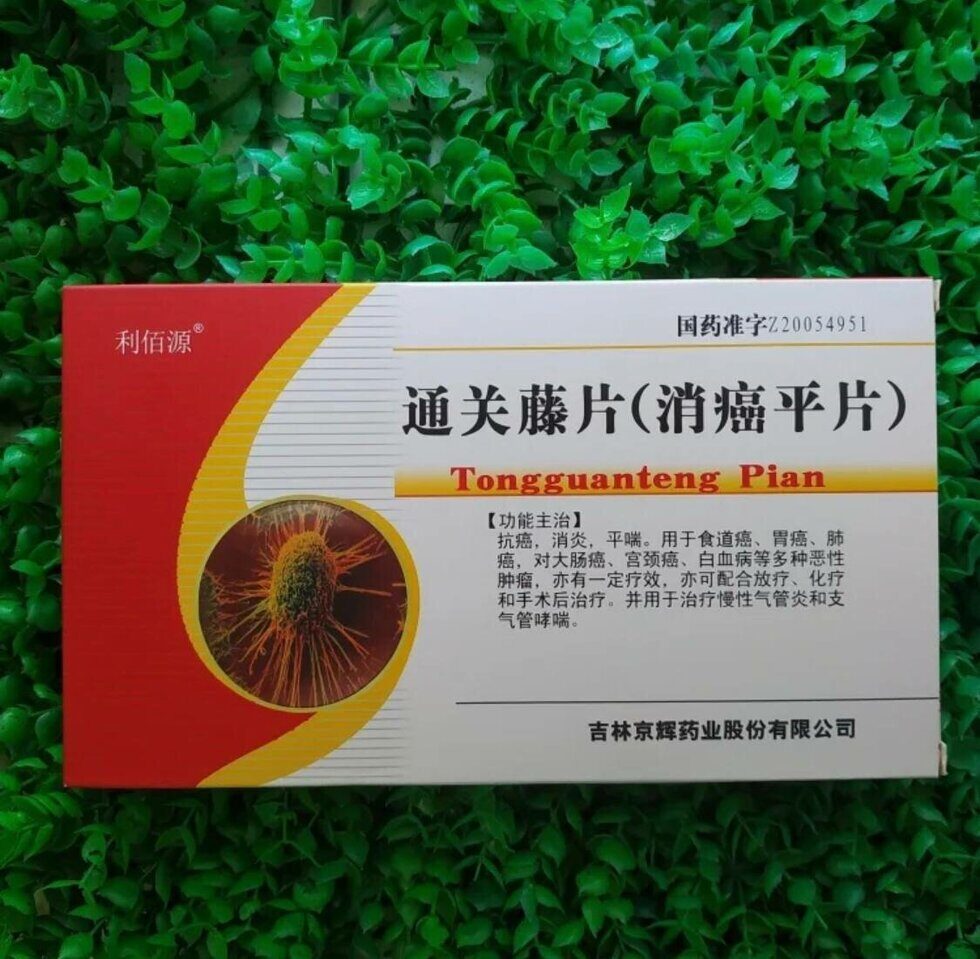 利佰源®
国药准字Z20054951
通关藤片(消癌平片)
Tongguanteng Pian
【功能主治】
抗癌，消炎，平喘。用于食道癌、胃癌、肺
癌，对大肠癌、宫颈癌、白血病等多种恶性
肿瘤，亦有一定疗效，亦可配合放疗、化疗
和手术后治疗。并用于治疗慢性气管炎和支
气管哮喘。
吉林京辉药业股份有限公司